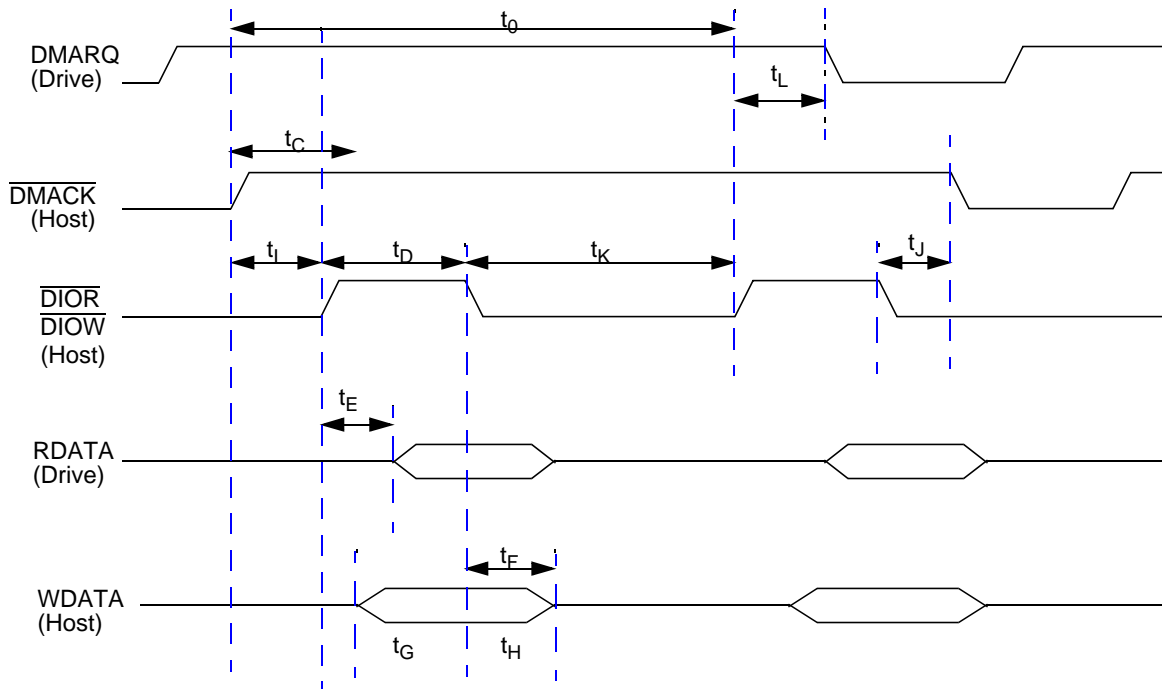 t0
DMARQ
(Drive)
tL
tC
DMACK
(Host)
tI
tD
tK
tJ
DIOR
DIOW
(Host)
tE
RDATA
(Drive)
tF
WDATA
(Host)
tG
tH